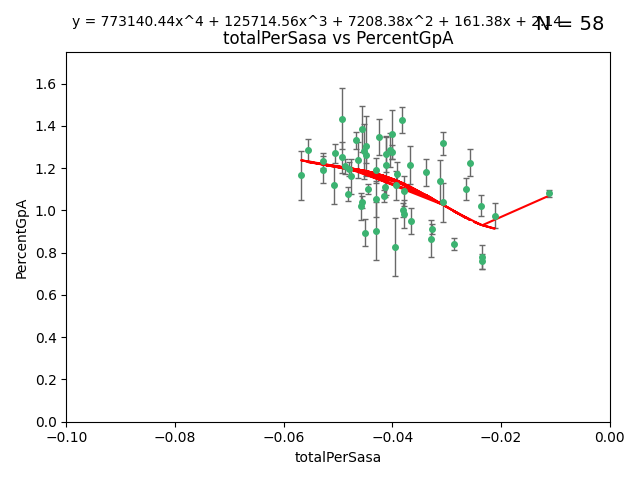 y = 773140.44x^4 + 125714.56x^3 + 7208.38x^2 + 161.38x + 2.14
N = 58
totalPerSasa vs PercentGpA
1.6
1.4
1.2
1.0
0.8
0.6
0.4
0.2
0.0
PercentGpA
−0.10 −0.08 −0.06 −0.04 −0.02 0.00
totalPerSasa